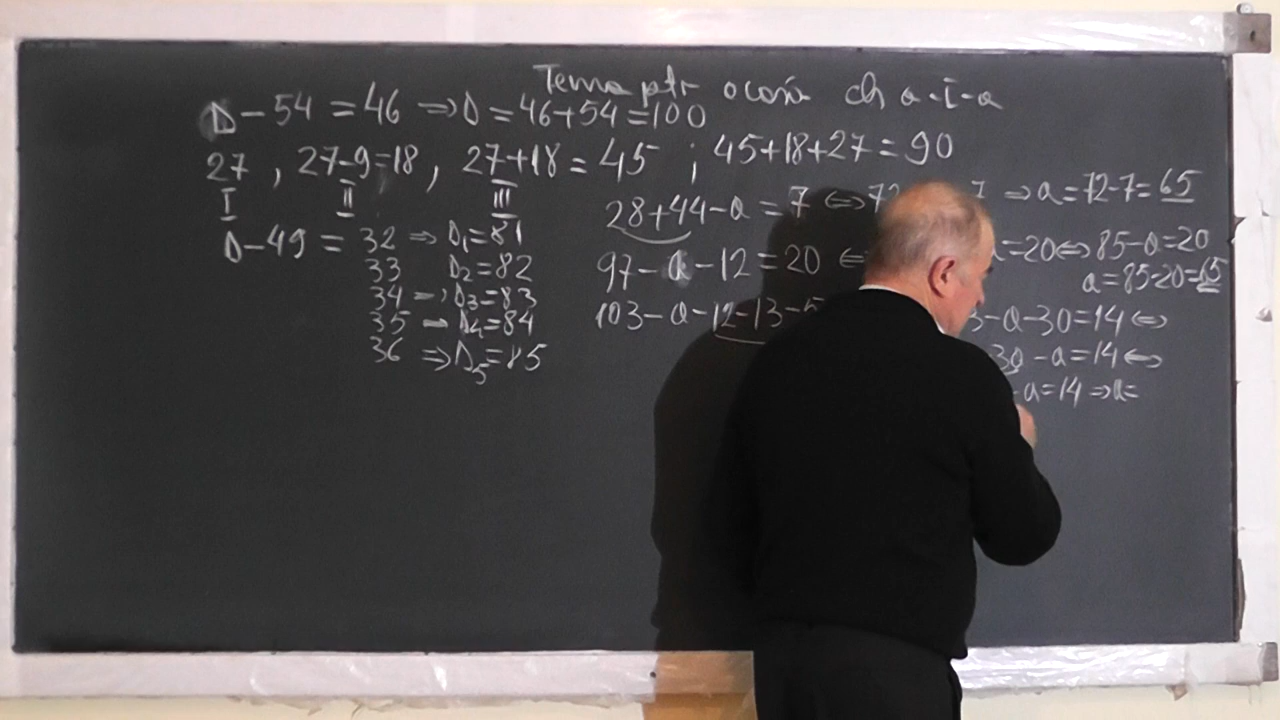 Tema ptr acasă
D-54=46 ⇒D=46+54=100
27, 27-9=18, 27+18=45 ; 45+18+27=90
I II III
D-49=32 ⇒ D₁=81
33 D₂=82
34 ⇒ D₃=83
35 – D₄=84
36 ⇒ D₅=85
28+44-a=7 ⇔72 7 ⇒a=72-7=65
97-a-12=20 ⇔ =20⇔85-a=20
a=85-20=65
103-a-12-13-5 -a-30=14⇔
30-a=14⇔
-a=14⇒a=